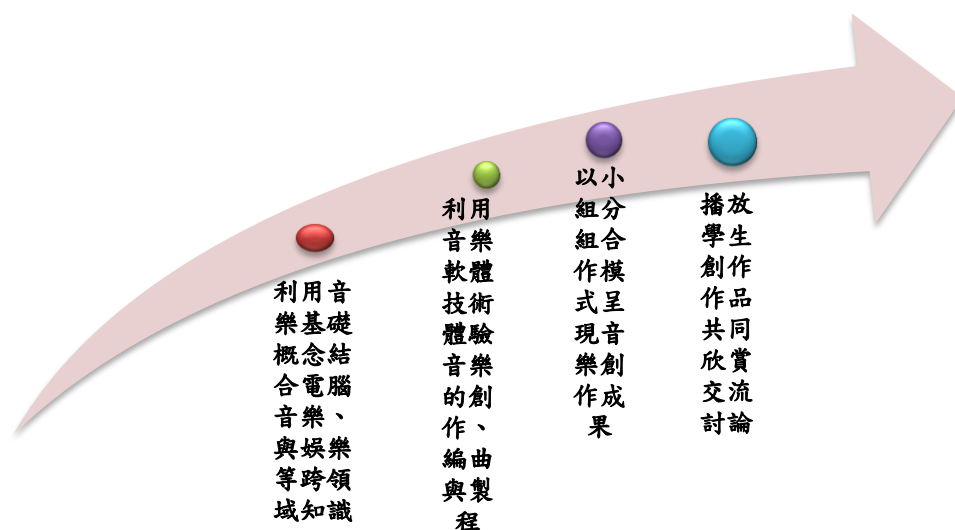 利用音
樂基礎
概念結
合電腦
音樂、
與娛樂
等跨領
域知識
利用
音樂
軟體
技術
體驗
音樂
的創
作、
編曲
與製
程
以小
組分
組合
作模
式呈
現音
樂創
作成
果
播放
學生
創作
作品
共同
欣賞
交流
討論